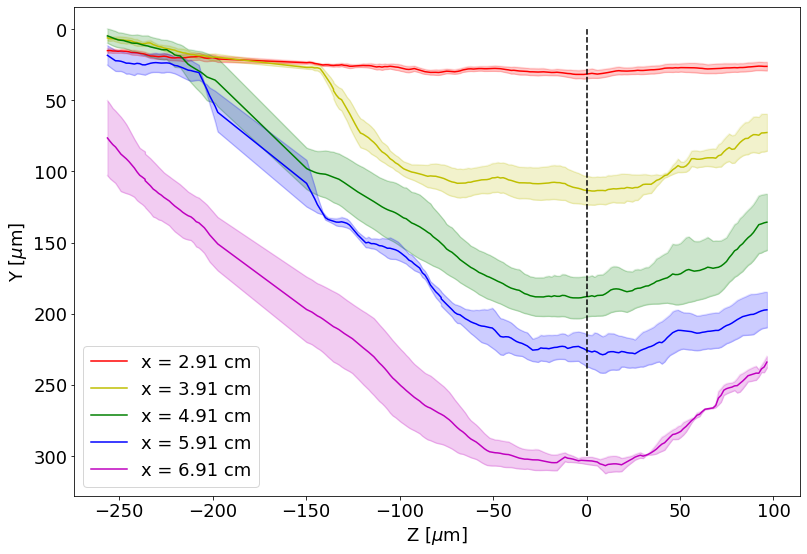 0
50
100
150
200
250
300
Y [μm]
x = 2.91 cm
x = 3.91 cm
x = 4.91 cm
x = 5.91 cm
x = 6.91 cm
−250
−200
−150
−100
−50
0
50
100
Z [μm]